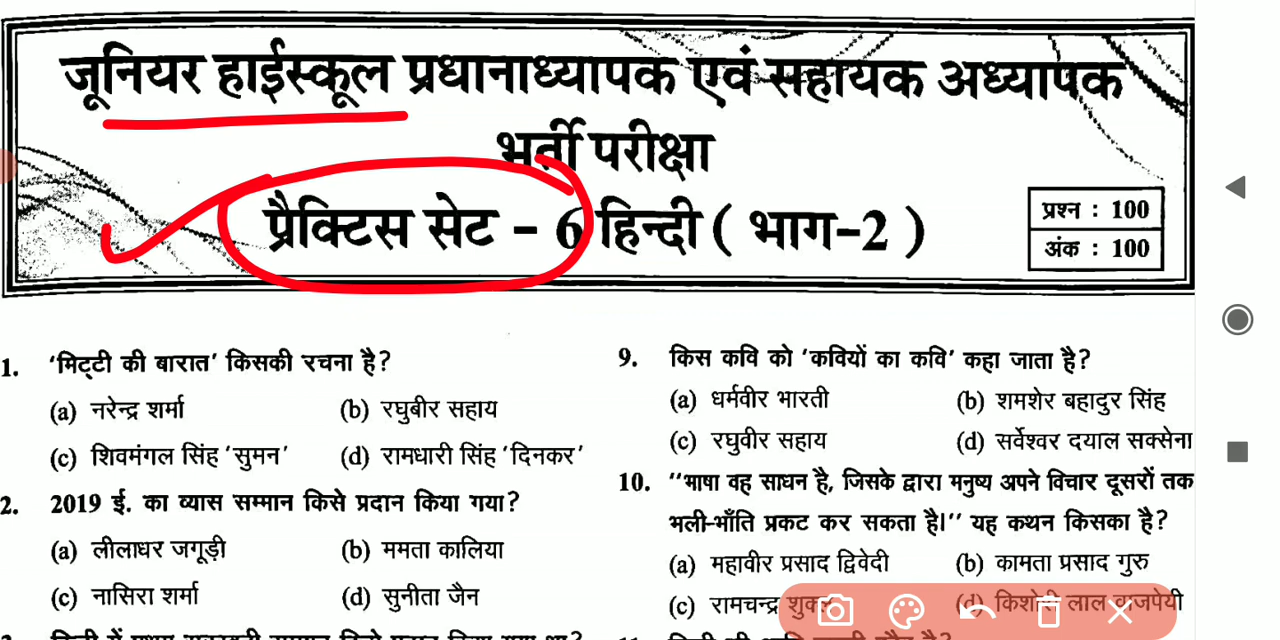 जूनियर हाईस्कूल प्रधानाध्यापक एवं सहायक अध्यापक
भर्ती परीक्षा
प्रैक्टिस सेट - 6 हिन्दी ( भाग-2 )
प्रश्न : 100
अंक : 100
1. 'मिट्टी की बारात' किसकी रचना है?
(a) नरेन्द्र शर्मा (b) रघुबीर सहाय
(c) शिवमंगल सिंह 'सुमन' (d) रामधारी सिंह 'दिनकर'
2. 2019 ई. का व्यास सम्मान किसे प्रदान किया गया?
(a) लीलाधर जगूड़ी (b) ममता कालिया
(c) नासिरा शर्मा (d) सुनीता जैन
9. किस कवि को 'कवियों का कवि' कहा जाता है?
(a) धर्मवीर भारती (b) शमशेर बहादुर सिंह
(c) रघुवीर सहाय (d) सर्वेश्वर दयाल सक्सेना
10. "भाषा वह साधन है, जिसके द्वारा मनुष्य अपने विचार दूसरों तक
भली-भाँति प्रकट कर सकता है।" यह कथन किसका है?
(a) महावीर प्रसाद द्विवेदी (b) कामता प्रसाद गुरु
(c) रामचन्द्र शुक्ल (d) किशोरी लाल वाजपेयी